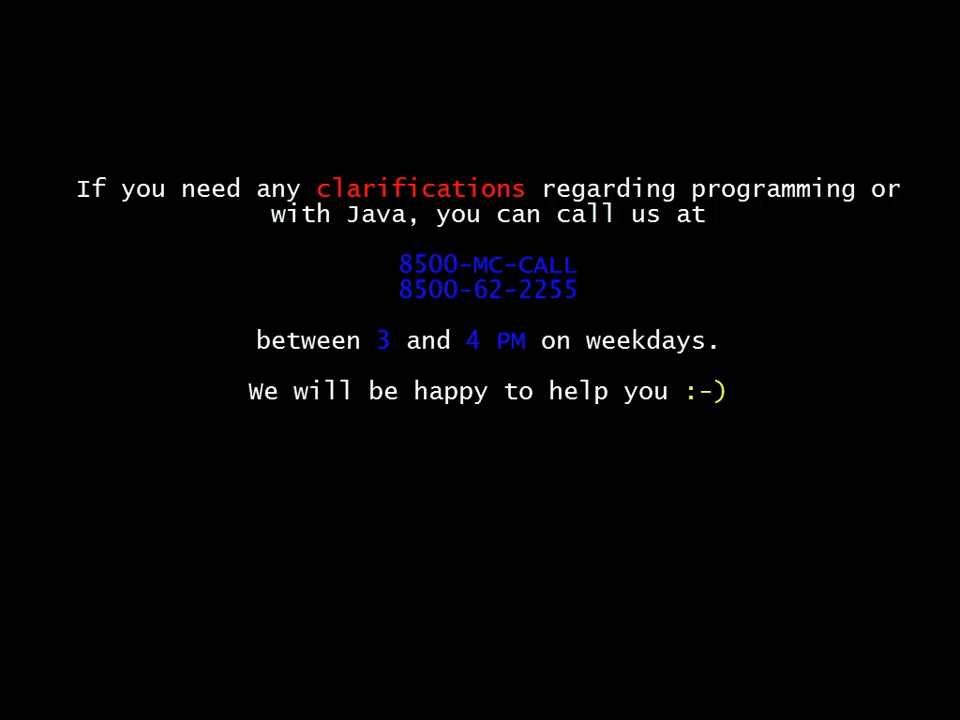 If you need any clarifications regarding programming or
with Java, you can call us at
8500-MC-CALL
8500-62-2255
between 3 and 4 PM on weekdays.
We will be happy to help you :-)